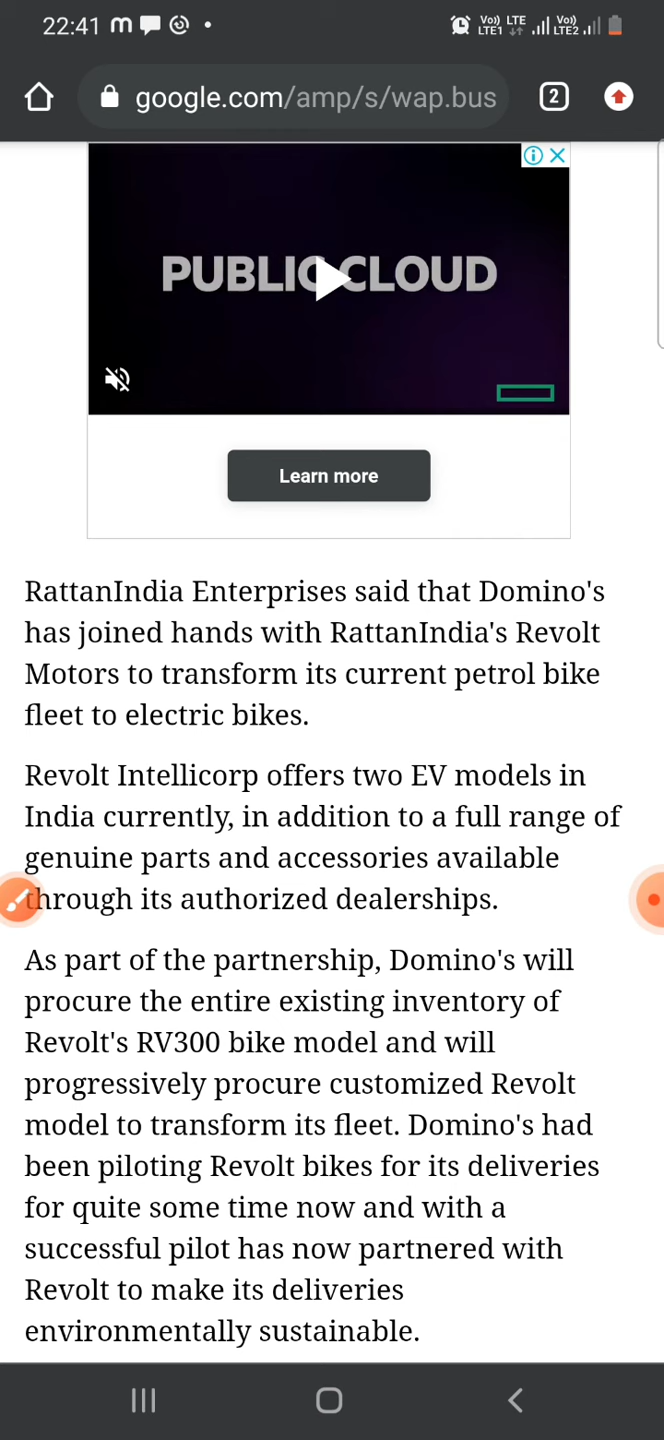 22:41
Vo)) LTE LTE1 Vo)) LTE2
google.com/amp/s/wap.bus
2
PUBLIC CLOUD
Learn more
RattanIndia Enterprises said that Domino's
has joined hands with RattanIndia's Revolt
Motors to transform its current petrol bike
fleet to electric bikes.
Revolt Intellicorp offers two EV models in
India currently, in addition to a full range of
genuine parts and accessories available
through its authorized dealerships.
As part of the partnership, Domino's will
procure the entire existing inventory of
Revolt's RV300 bike model and will
progressively procure customized Revolt
model to transform its fleet. Domino's had
been piloting Revolt bikes for its deliveries
for quite some time now and with a
successful pilot has now partnered with
Revolt to make its deliveries
environmentally sustainable.